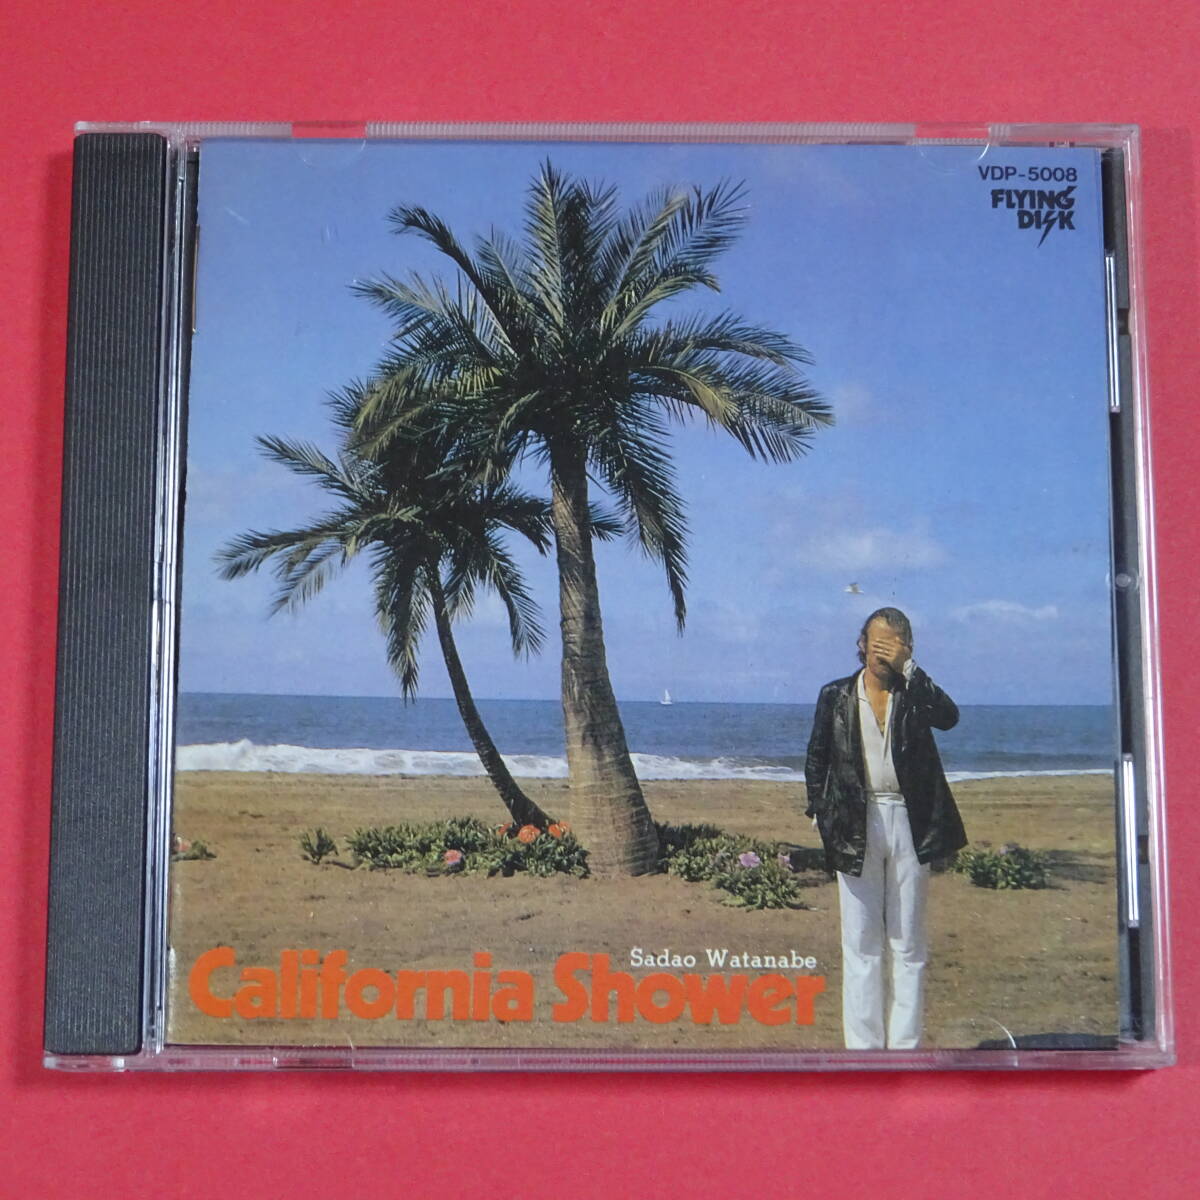 VDP-5008
FLYING
DISK
Sadao Watanabe
California Shower